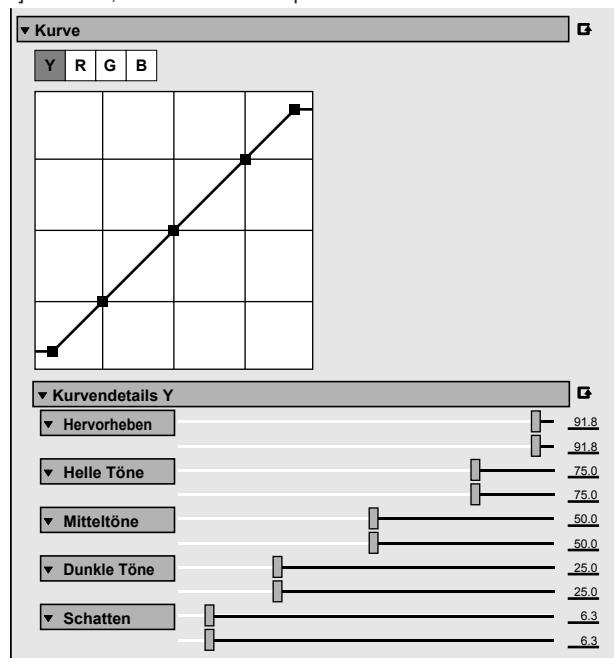 Kurve
Y R G B
Kurvendetails Y
Hervorheben 91.8
91.8
Helle Töne 75.0
75.0
Mitteltöne 50.0
50.0
Dunkle Töne 25.0
25.0
Schatten 6.3
6.3